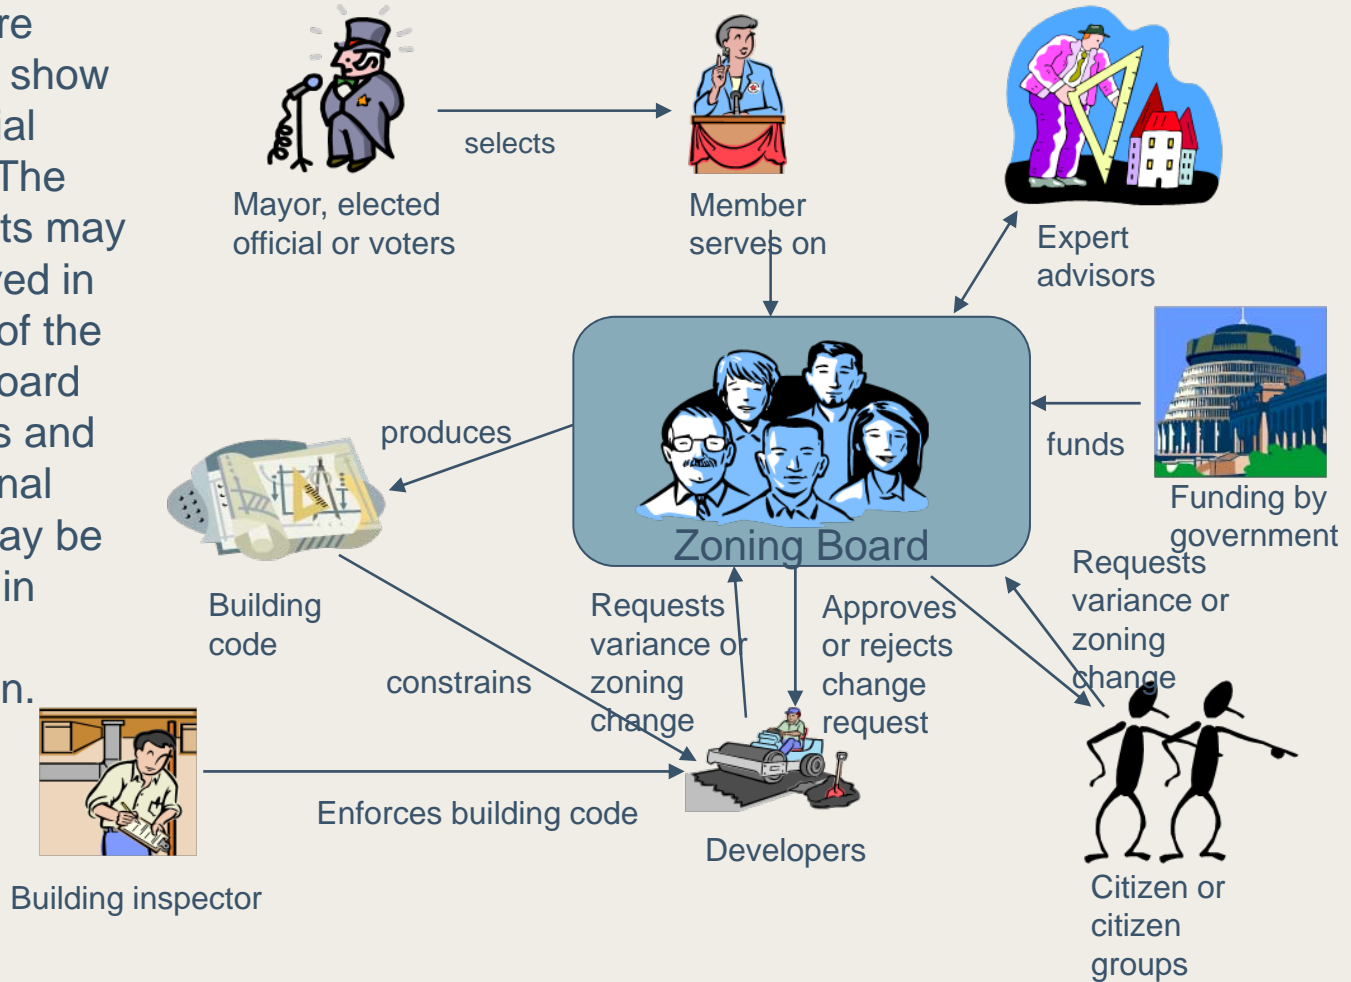 re
show
ial
The
ts may
ed in
of the
oard
s and
nal
ay be
in
n.
selects
Mayor, elected
official or voters
Member
serves on
Expert
advisors
produces
funds
Funding by
government
Zoning Board
Building
code
constrains
Requests
variance or
zoning
change
Approves
or rejects
change
request
Requests
variance or
zoning
change
Enforces building code
Developers
Building inspector
Citizen or
citizen
groups